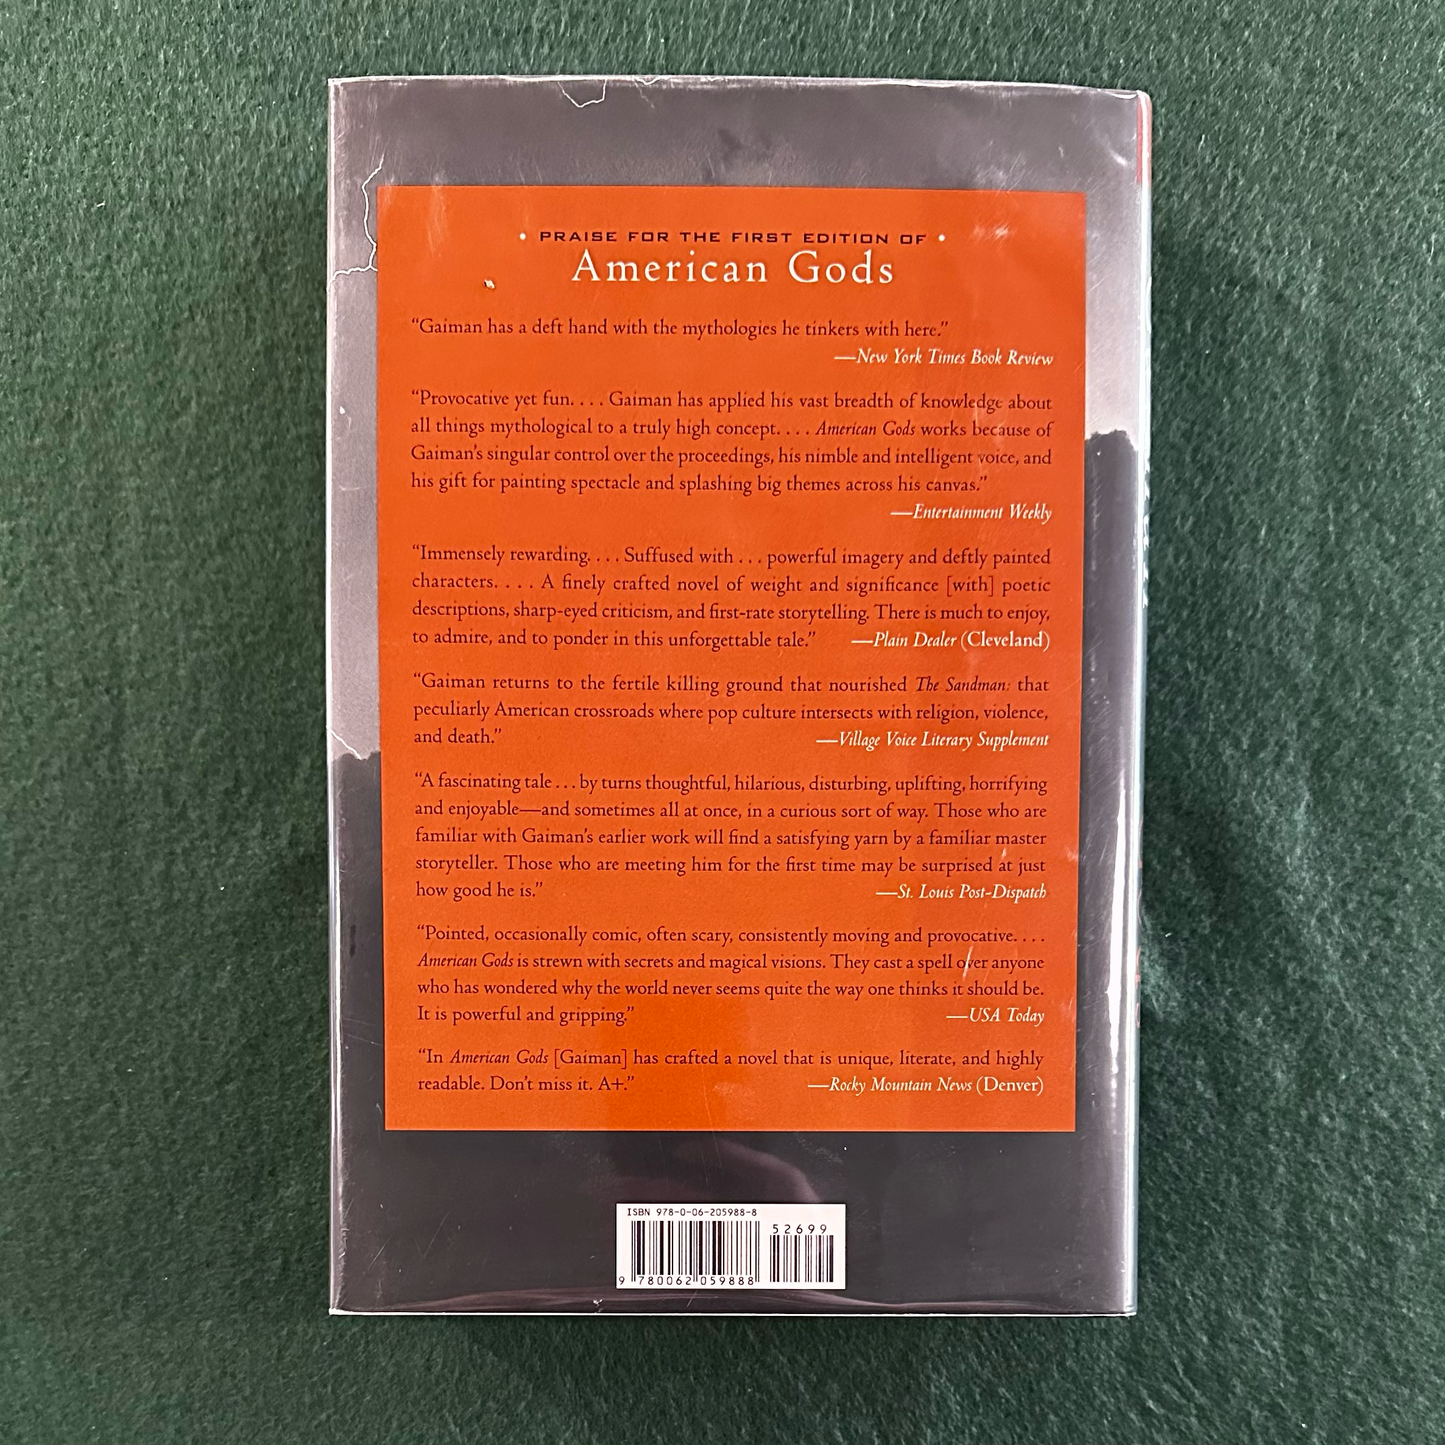 • PRAISE FOR THE FIRST EDITION OF •
American Gods
“Gaiman has a deft hand with the mythologies he tinkers with here.”
—New York Times Book Review
“Provocative yet fun. . . . Gaiman has applied his vast breadth of knowledge about
all things mythological to a truly high concept. . . . American Gods works because of
Gaiman’s singular control over the proceedings, his nimble and intelligent voice, and
his gift for painting spectacle and splashing big themes across his canvas.”
—Entertainment Weekly
“Immensely rewarding. . . . Suffused with . . . powerful imagery and deftly painted
characters. . . . A finely crafted novel of weight and significance [with] poetic
descriptions, sharp-eyed criticism, and first-rate storytelling. There is much to enjoy,
to admire, and to ponder in this unforgettable tale.” —Plain Dealer (Cleveland)
“Gaiman returns to the fertile killing ground that nourished The Sandman: that
peculiarly American crossroads where pop culture intersects with religion, violence,
and death.” —Village Voice Literary Supplement
“A fascinating tale . . . by turns thoughtful, hilarious, disturbing, uplifting, horrifying
and enjoyable—and sometimes all at once, in a curious sort of way. Those who are
familiar with Gaiman’s earlier work will find a satisfying yarn by a familiar master
storyteller. Those who are meeting him for the first time may be surprised at just
how good he is.” —St. Louis Post-Dispatch
“Pointed, occasionally comic, often scary, consistently moving and provocative. . . .
American Gods is strewn with secrets and magical visions. They cast a spell over anyone
who has wondered why the world never seems quite the way one thinks it should be.
It is powerful and gripping.” —USA Today
“In American Gods [Gaiman] has crafted a novel that is unique, literate, and highly
readable. Don’t miss it. A+.” —Rocky Mountain News (Denver)
ISBN 978-0-06-205988-8
52699
9 780062 059888